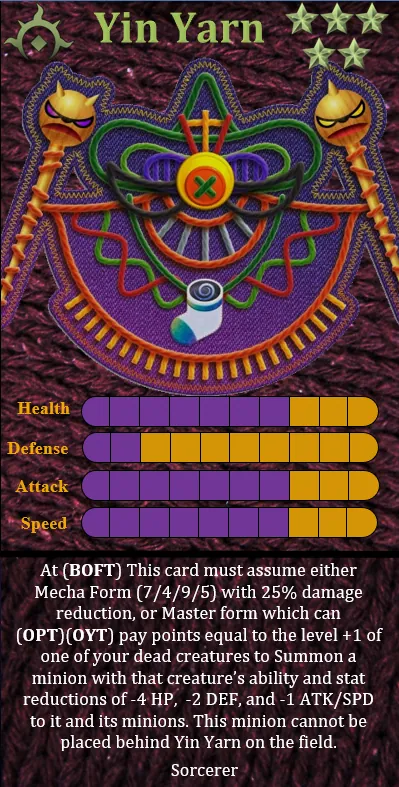 Yin Yarn
Health
Defense
Attack
Speed
At (BOFT) This card must assume either
Mecha Form (7/4/9/5) with 25% damage
reduction, or Master form which can
(OPT)(OYT) pay points equal to the level +1 of
one of your dead creatures to Summon a
minion with that creature's ability and stat
reductions of -4 HP, -2 DEF, and -1 ATK/SPD
to it and its minions. This minion cannot be
placed behind Yin Yarn on the field.
Sorcerer